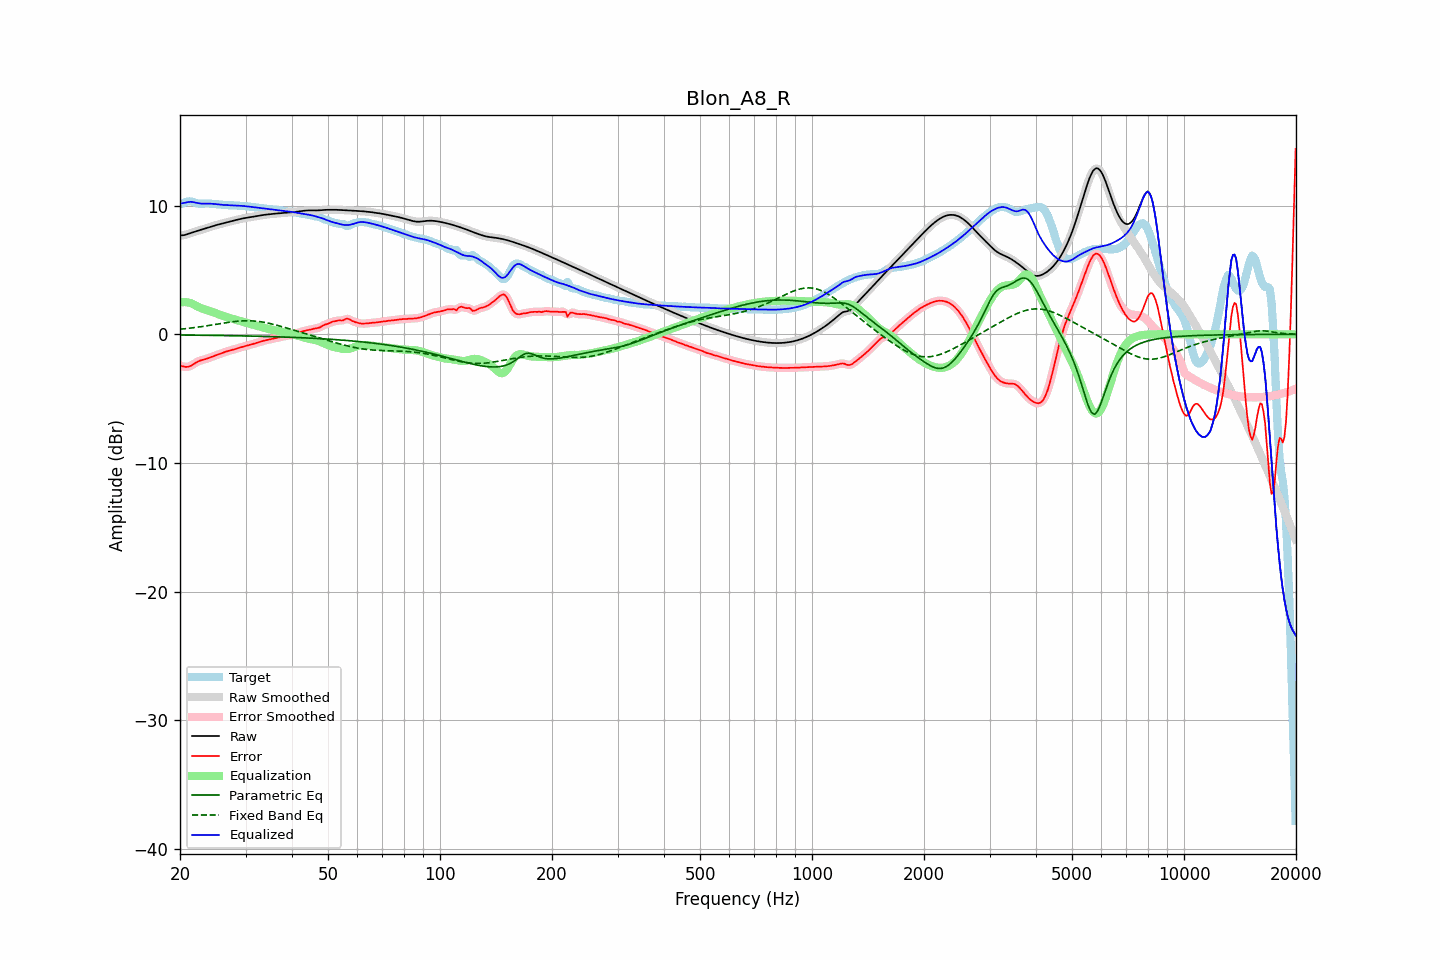 Blon_A8_R
10
0
−10
−20
−30
−40
Amplitude (dBr)
Target
Raw Smoothed
Error Smoothed
Raw
Error
Equalization
Parametric Eq
Fixed Band Eq
Equalized
20 50 100 200 500 1000 2000 5000 10000 20000
Frequency (Hz)